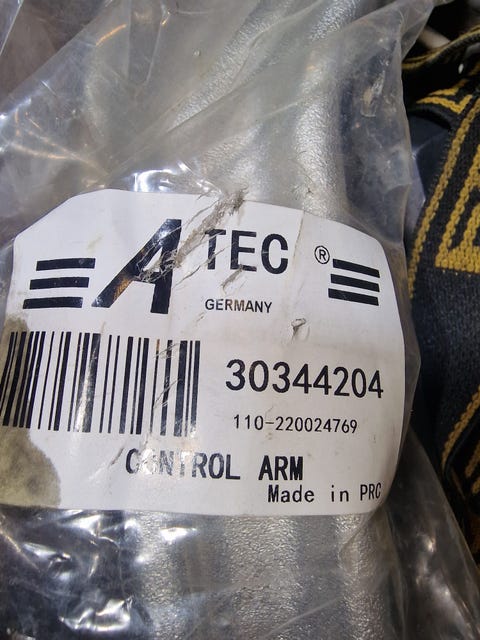 ATEC ®
GERMANY
30344204
110-220024769
CONTROL ARM
Made in PRC